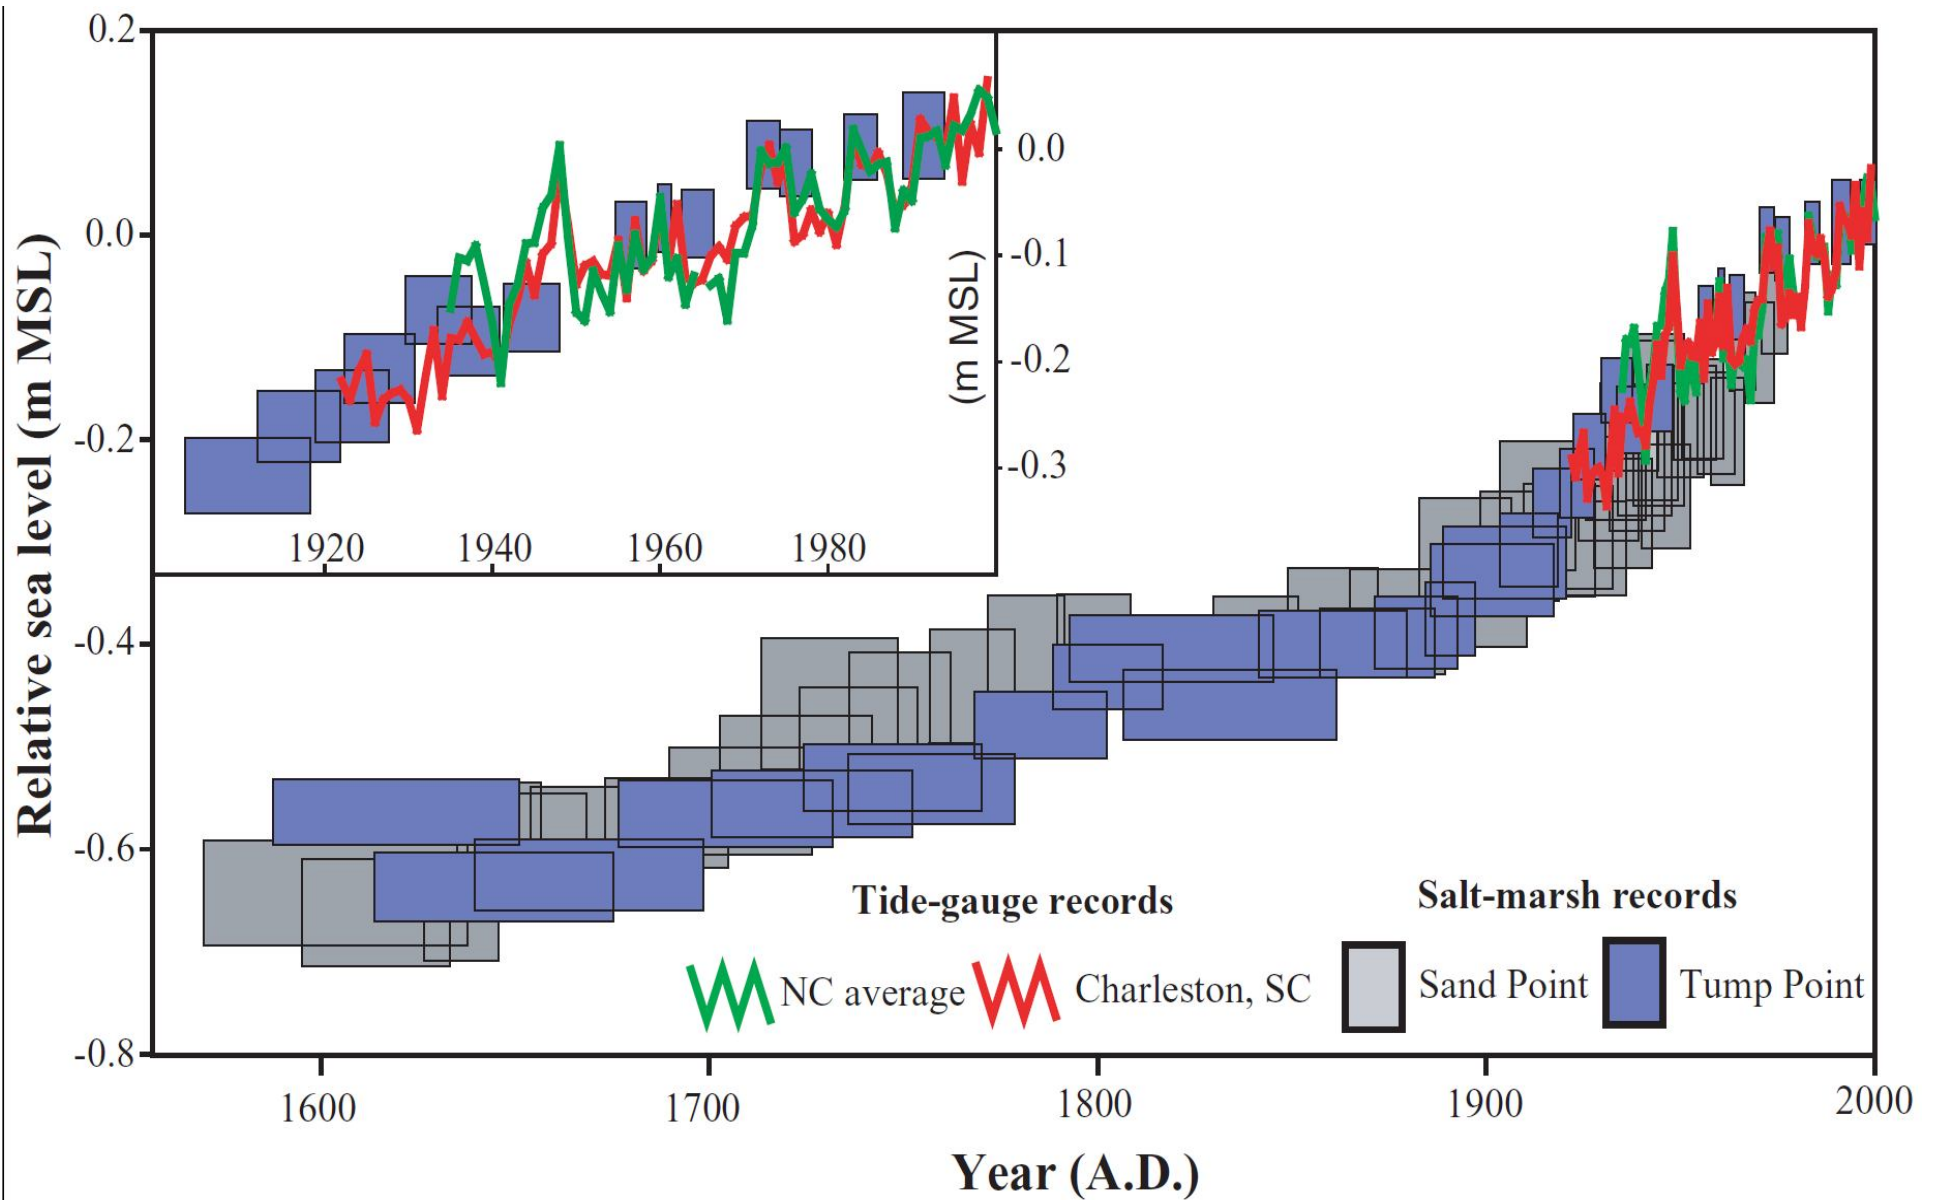 0.2
0.0
-0.2
-0.4
-0.6
-0.8
Relative sea level (m MSL)
0.0
-0.1
-0.2
-0.3
(m MSL)
1920 1940 1960 1980
Tide-gauge records
NC average Charleston, SC
Salt-marsh records
Sand Point Tump Point
1600 1700 1800 1900 2000
Year (A.D.)